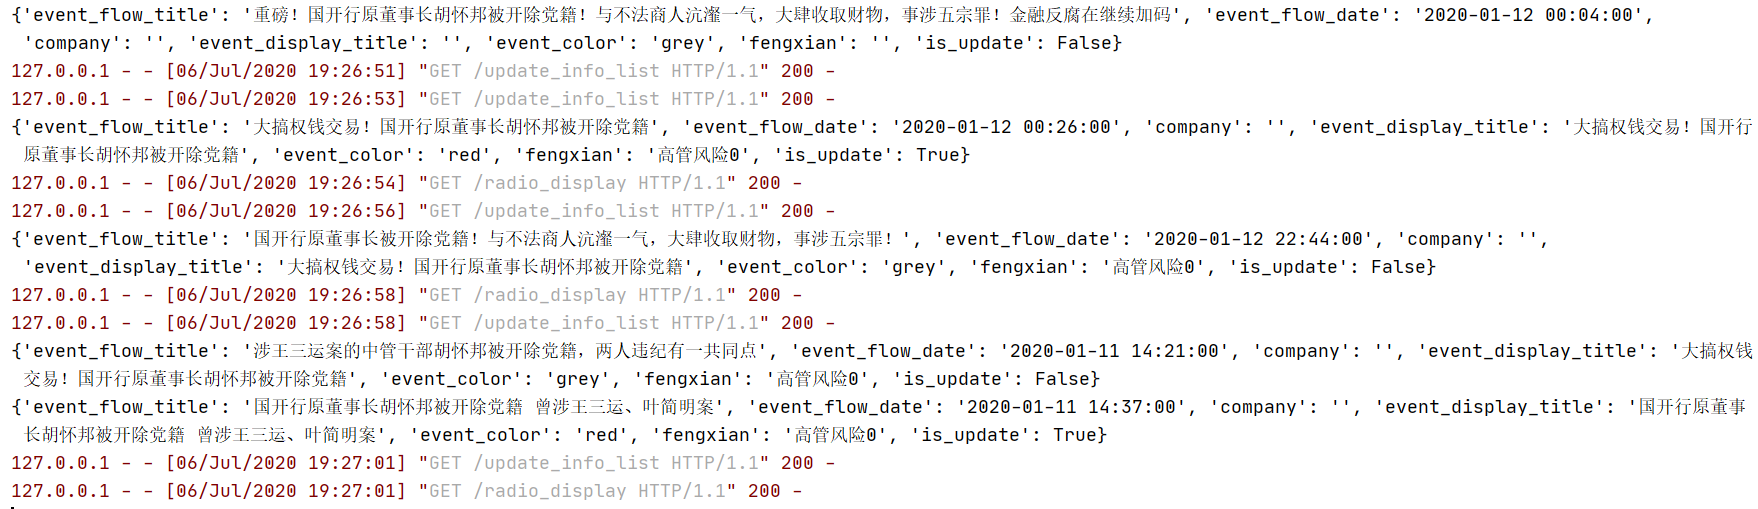 {'event_flow_title': '重磅！国开行原董事长胡怀邦被开除党籍！与不法商人沆瀣一气，大肆收取财物，事涉五宗罪！金融反腐在继续加码', 'event_flow_date': '2020-01-12 00:04:00',
'company': '', 'event_display_title': '', 'event_color': 'grey', 'fengxian': '', 'is_update': False}
127.0.0.1 - - [06/Jul/2020 19:26:51] "GET /update_info_list HTTP/1.1" 200 -
127.0.0.1 - - [06/Jul/2020 19:26:53] "GET /update_info_list HTTP/1.1" 200 -
{'event_flow_title': '大搞权钱交易！国开行原董事长胡怀邦被开除党籍', 'event_flow_date': '2020-01-12 00:26:00', 'company': '', 'event_display_title': '大搞权钱交易！国开行
原董事长胡怀邦被开除党籍', 'event_color': 'red', 'fengxian': '高管风险0', 'is_update': True}
127.0.0.1 - - [06/Jul/2020 19:26:54] "GET /radio_display HTTP/1.1" 200 -
127.0.0.1 - - [06/Jul/2020 19:26:56] "GET /update_info_list HTTP/1.1" 200 -
{'event_flow_title': '国开行原董事长被开除党籍！与不法商人沆瀣一气，大肆收取财物，事涉五宗罪！', 'event_flow_date': '2020-01-12 22:44:00', 'company': '',
'event_display_title': '大搞权钱交易！国开行原董事长胡怀邦被开除党籍', 'event_color': 'grey', 'fengxian': '高管风险0', 'is_update': False}
127.0.0.1 - - [06/Jul/2020 19:26:58] "GET /radio_display HTTP/1.1" 200 -
127.0.0.1 - - [06/Jul/2020 19:26:58] "GET /update_info_list HTTP/1.1" 200 -
{'event_flow_title': '涉王三运案的中管干部胡怀邦被开除党籍，两人违纪有一共同点', 'event_flow_date': '2020-01-11 14:21:00', 'company': '', 'event_display_title': '大搞权钱
交易！国开行原董事长胡怀邦被开除党籍', 'event_color': 'grey', 'fengxian': '高管风险0', 'is_update': False}
{'event_flow_title': '国开行原董事长胡怀邦被开除党籍 曾涉王三运、叶简明案', 'event_flow_date': '2020-01-11 14:37:00', 'company': '', 'event_display_title': '国开行原董事
长胡怀邦被开除党籍 曾涉王三运、叶简明案', 'event_color': 'red', 'fengxian': '高管风险0', 'is_update': True}
127.0.0.1 - - [06/Jul/2020 19:27:01] "GET /update_info_list HTTP/1.1" 200 -
127.0.0.1 - - [06/Jul/2020 19:27:01] "GET /radio_display HTTP/1.1" 200 -